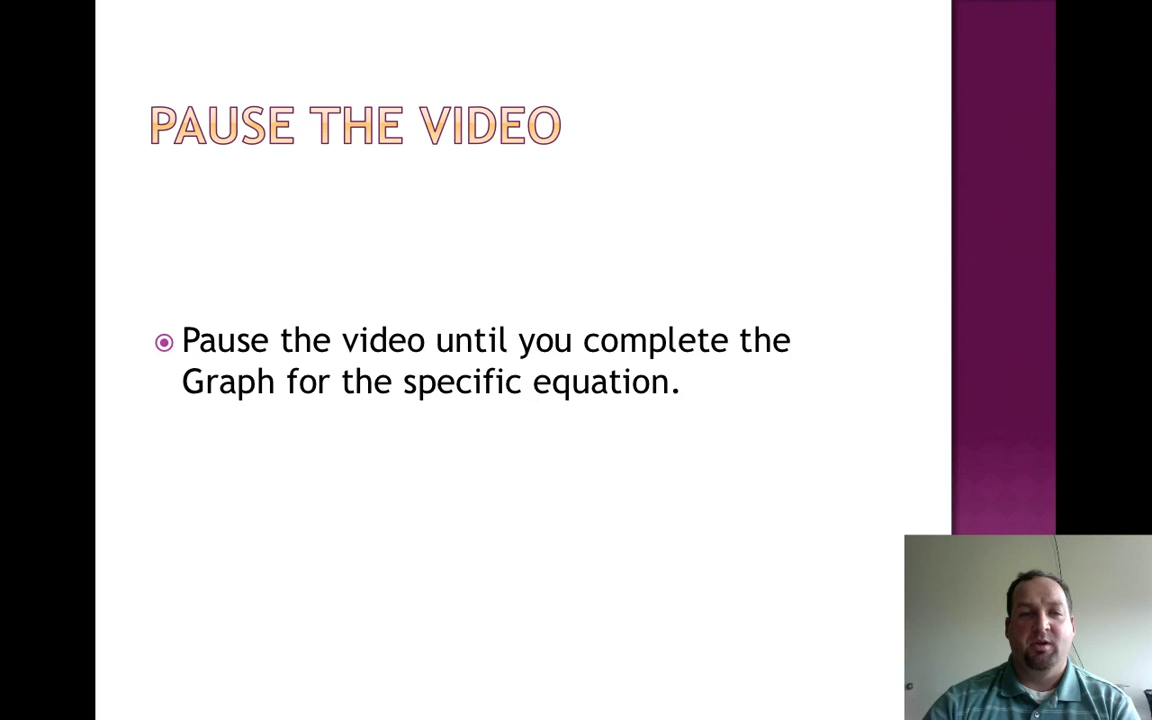 PAUSE THE VIDEO
Pause the video until you complete the
Graph for the specific equation.